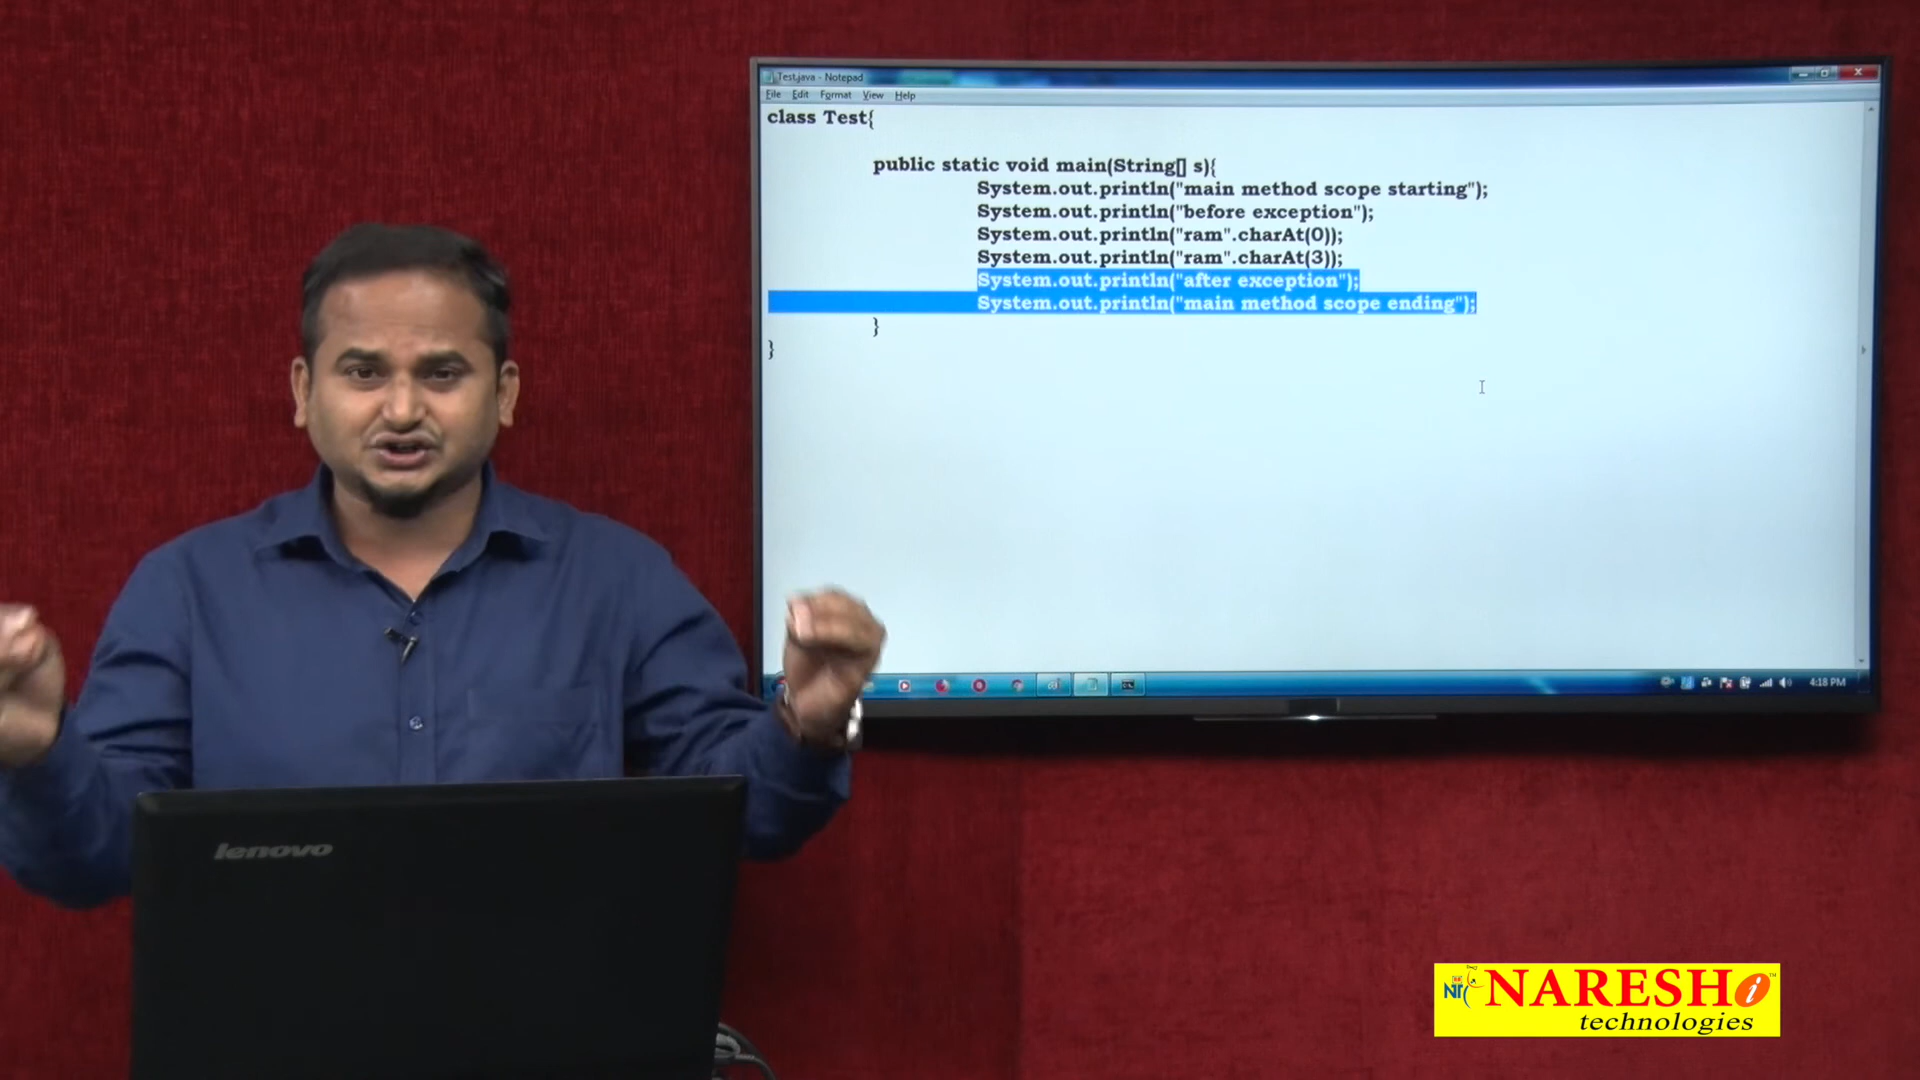 Test.java - Notepad
File Edit Format View Help
class Test{
public static void main(String[] s){
System.out.println("main method scope starting");
System.out.println("before exception");
System.out.println("ram".charAt(0));
System.out.println("ram".charAt(3));
System.out.println("after exception");
System.out.println("main method scope ending");
}
}
4:18 PM
lenovo
NARESH i
technologies